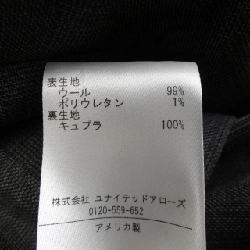 表生地
ウール 99%
ポリウレタン 1%
裏生地
キュプラ 100%
株式会社 ユナイテッドアローズ
0120-559-652
アメリカ製